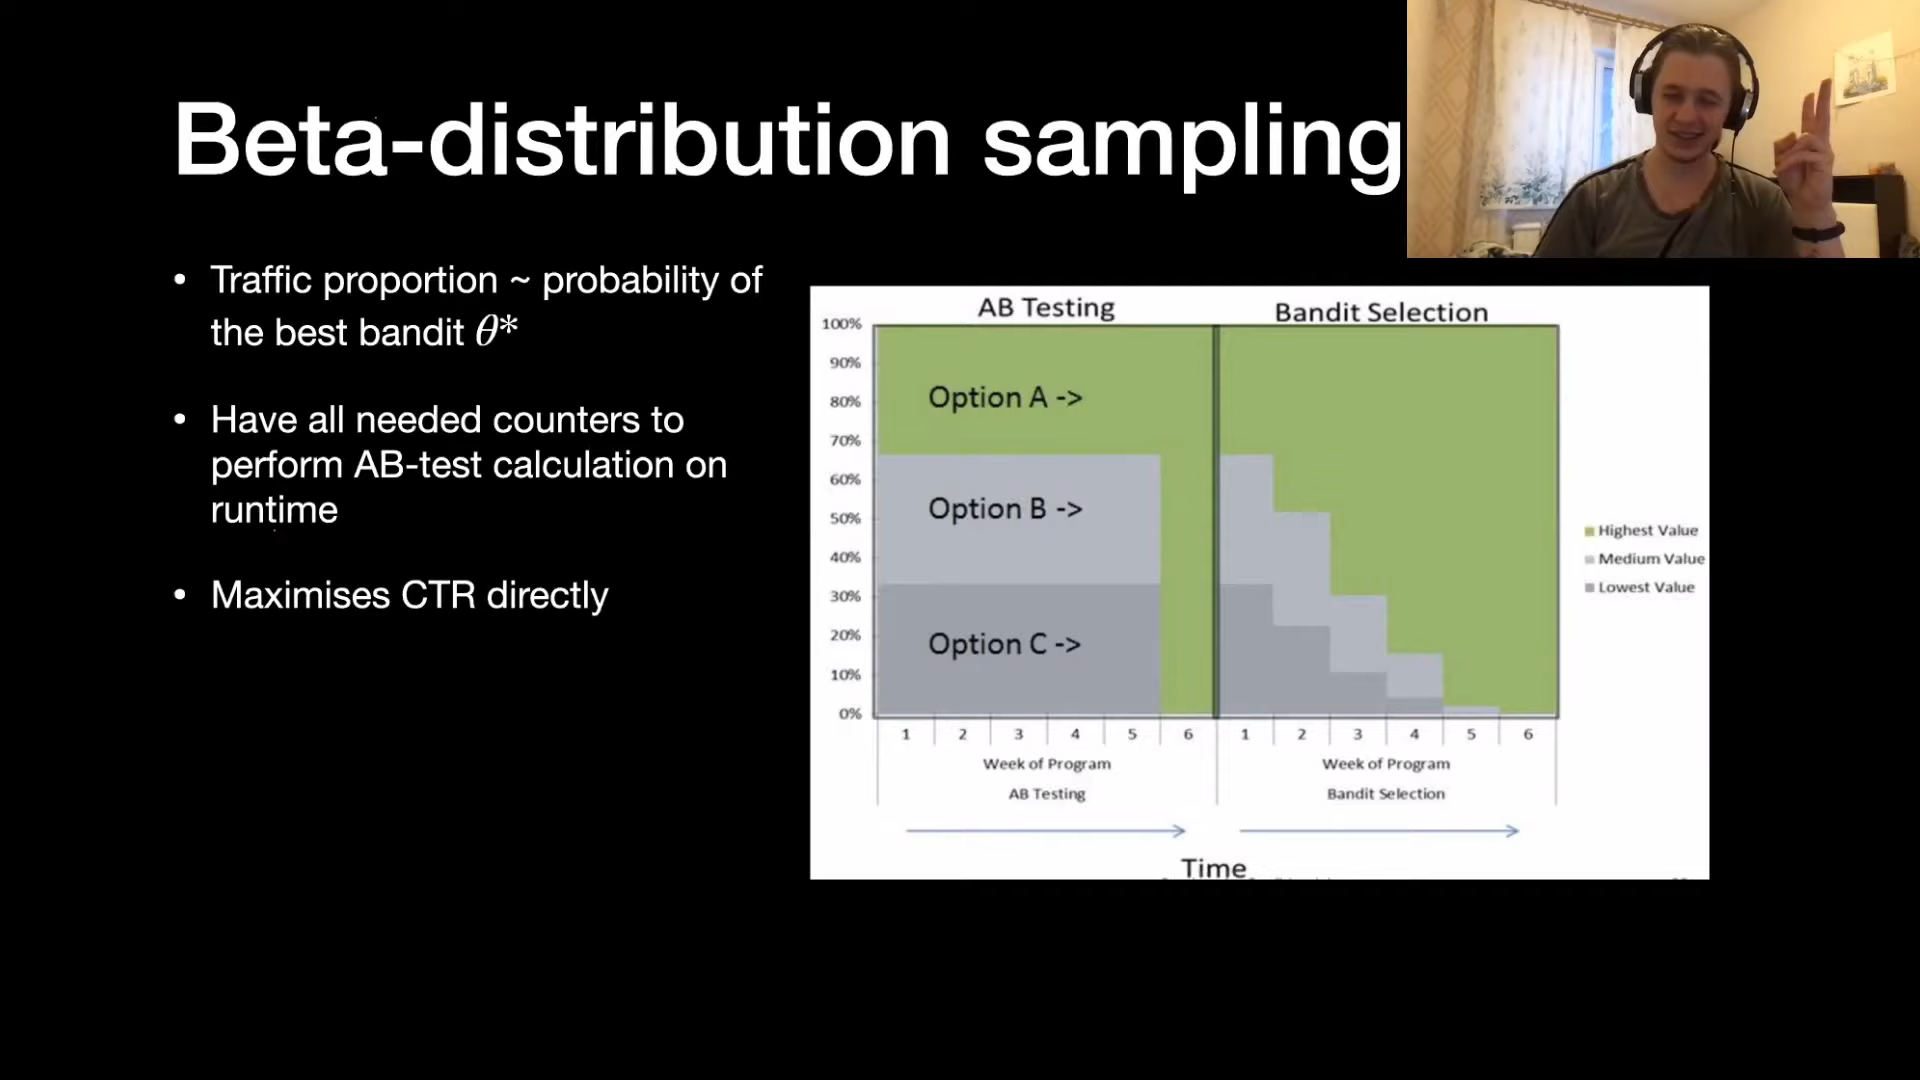 Beta-distribution sampling
• Traffic proportion ~ probability of
the best bandit θ*
• Have all needed counters to
perform AB-test calculation on
runtime
• Maximises CTR directly
AB Testing
Bandit Selection
100%
90%
80%
70%
60%
50%
40%
30%
20%
10%
0%
Option A ->
Option B ->
Option C ->
Highest Value
Medium Value
Lowest Value
1 2 3 4 5 6 1 2 3 4 5 6
Week of Program Week of Program
AB Testing Bandit Selection
Time